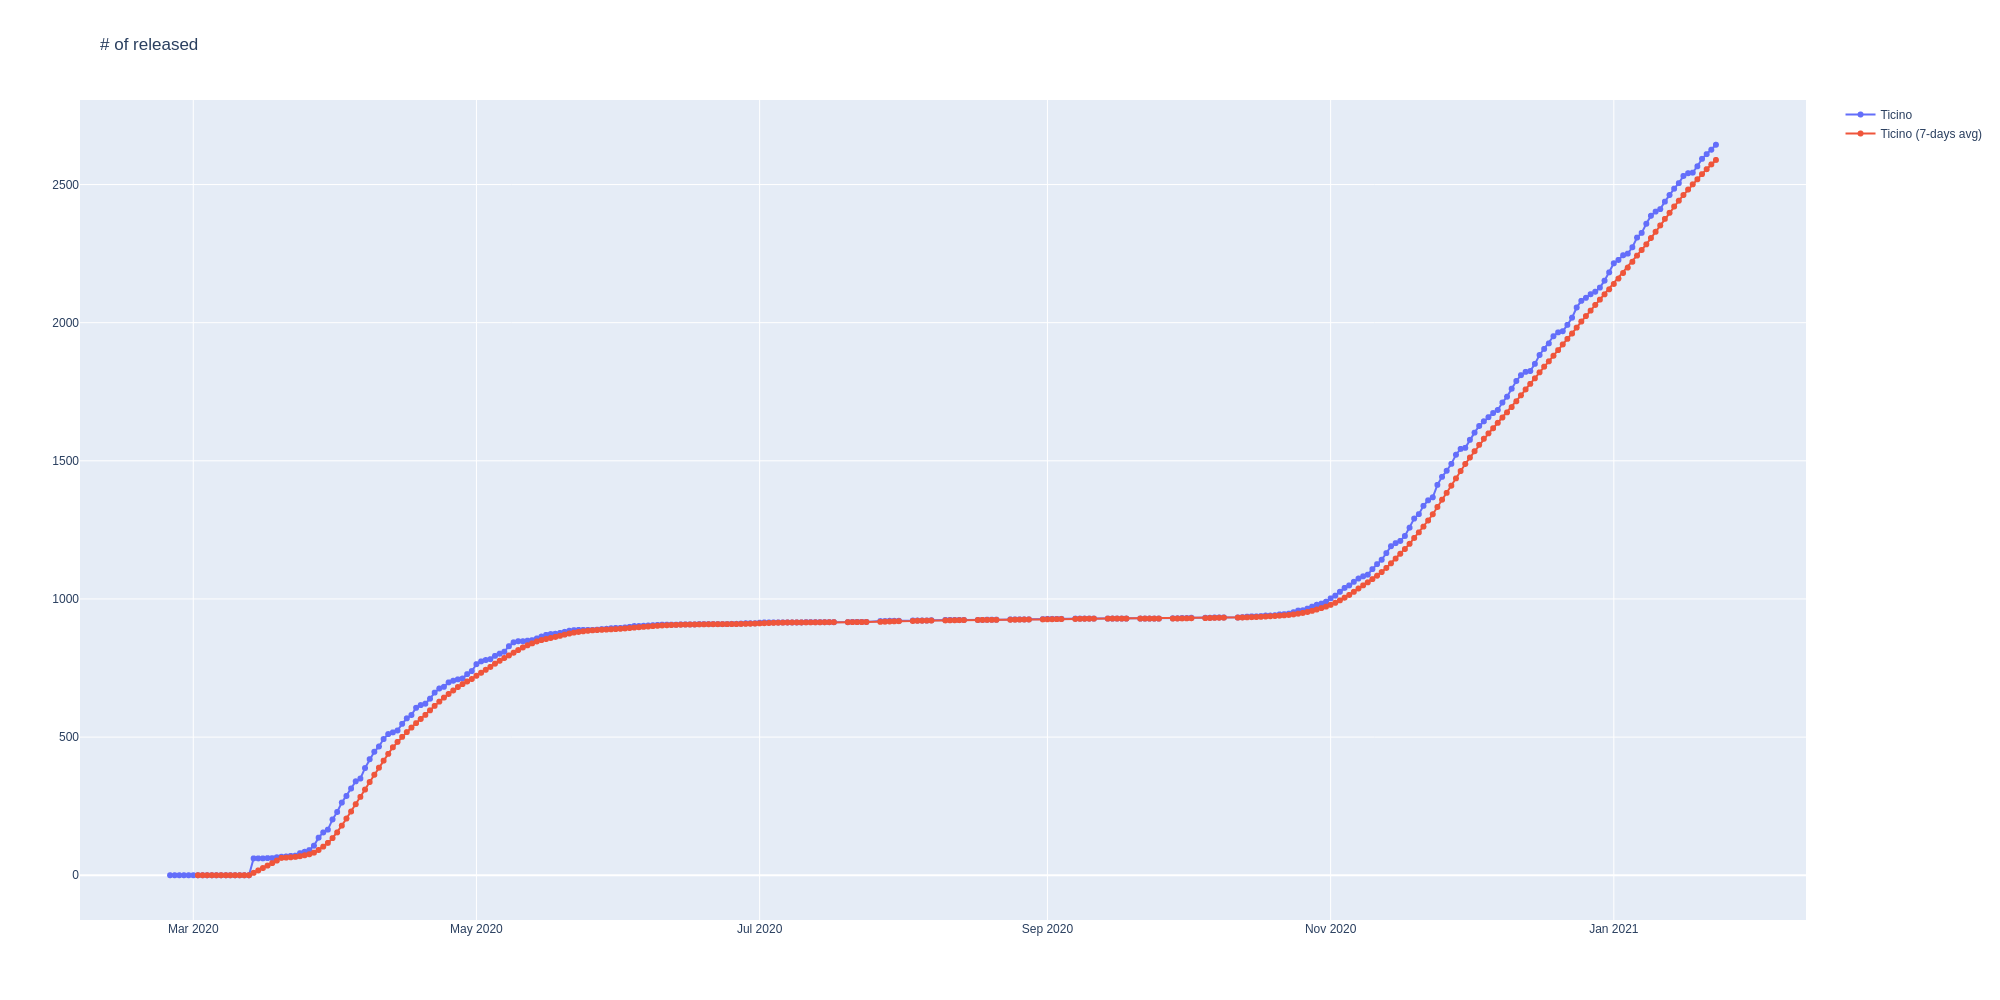 # of released
Ticino
Ticino (7-days avg)
2500
2000
1500
1000
500
0
Mar 2020
May 2020
Jul 2020
Sep 2020
Nov 2020
Jan 2021